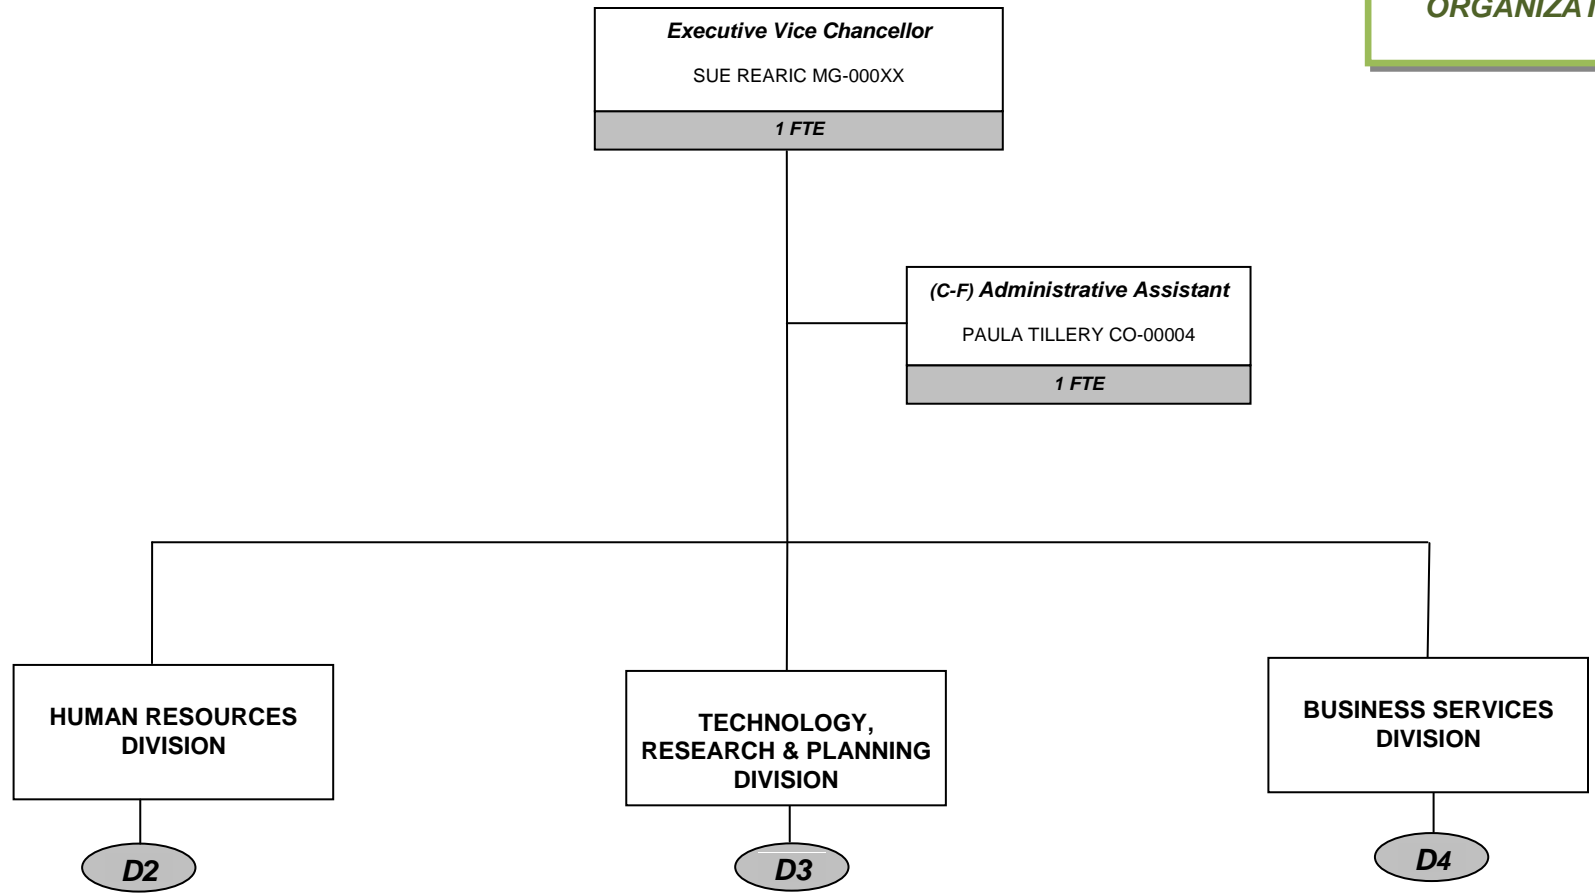 Executive Vice Chancellor
SUE REARIC MG-000XX
1 FTE
(C-F) Administrative Assistant
PAULA TILLERY CO-00004
1 FTE
HUMAN RESOURCES
DIVISION
D2
TECHNOLOGY,
RESEARCH & PLANNING
DIVISION
D3
BUSINESS SERVICES
DIVISION
D4